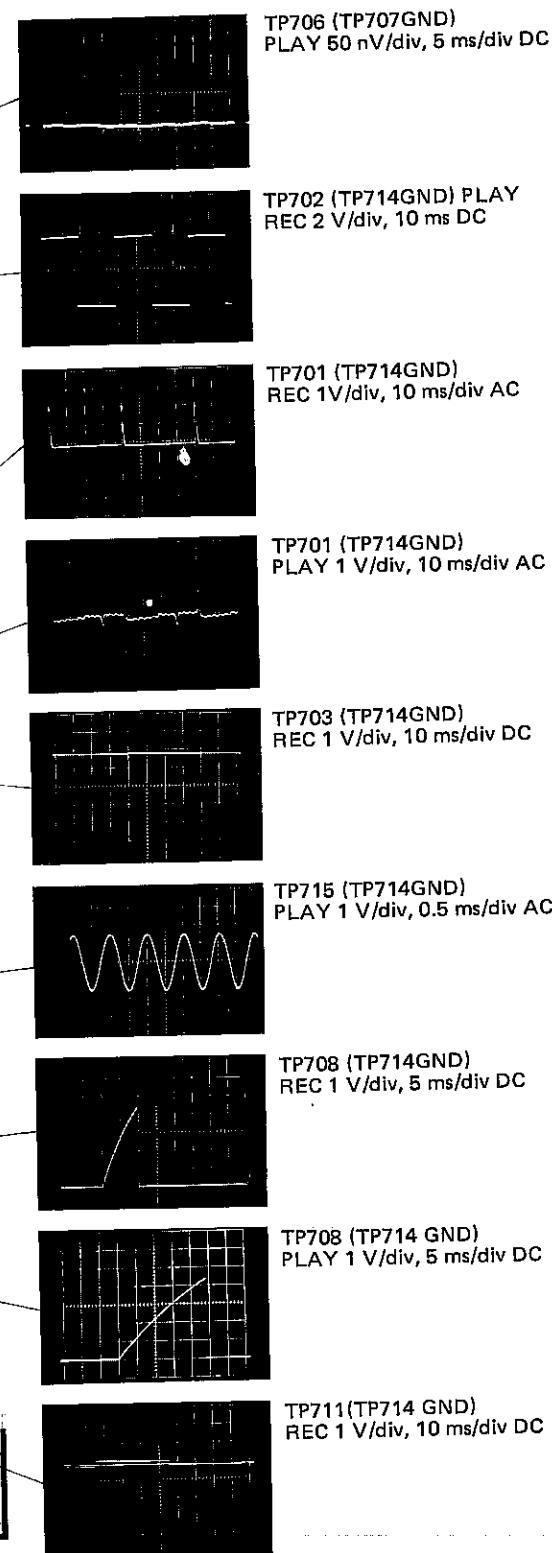 TP706 (TP707GND)
PLAY 50 nV/div, 5 ms/div DC
TP702 (TP714GND) PLAY
REC 2 V/div, 10 ms DC
TP701 (TP714GND)
REC 1V/div, 10 ms/div AC
TP701 (TP714GND)
PLAY 1 V/div, 10 ms/div AC
TP703 (TP714GND)
REC 1 V/div, 10 ms/div DC
TP715 (TP714GND)
PLAY 1 V/div, 0.5 ms/div AC
TP708 (TP714GND)
REC 1 V/div, 5 ms/div DC
TP708 (TP714 GND)
PLAY 1 V/div, 5 ms/div DC
TP711(TP714 GND)
REC 1 V/div, 10 ms/div DC